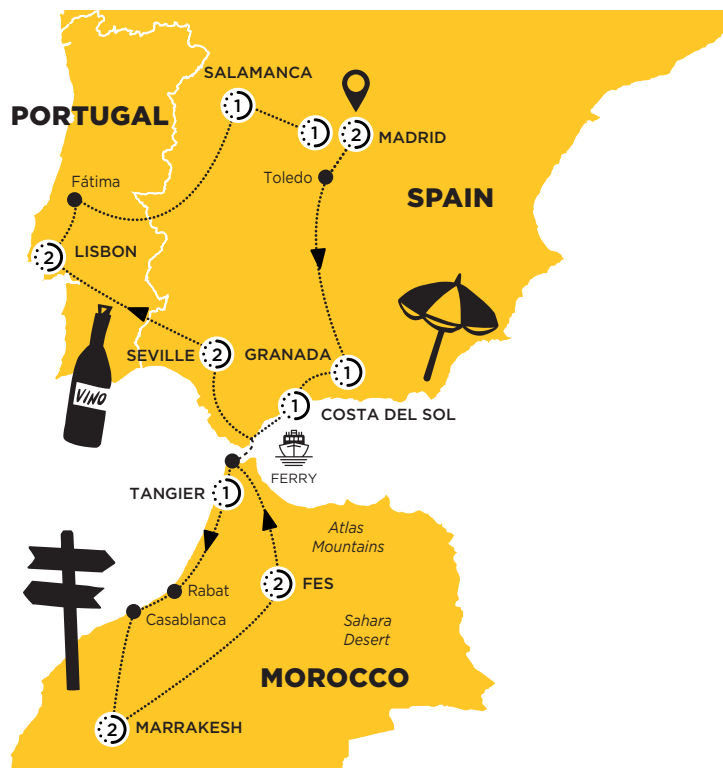 SALAMANCA
1
PORTUGAL
1
2
MADRID
Toledo
Fátima
SPAIN
2
LISBON
SEVILLE
2
GRANADA
1
VINO
1
COSTA DEL SOL
FERRY
TANGIER
1
Atlas
Mountains
2
FES
Rabat
Casablanca
Sahara
Desert
MOROCCO
2
MARRAKESH